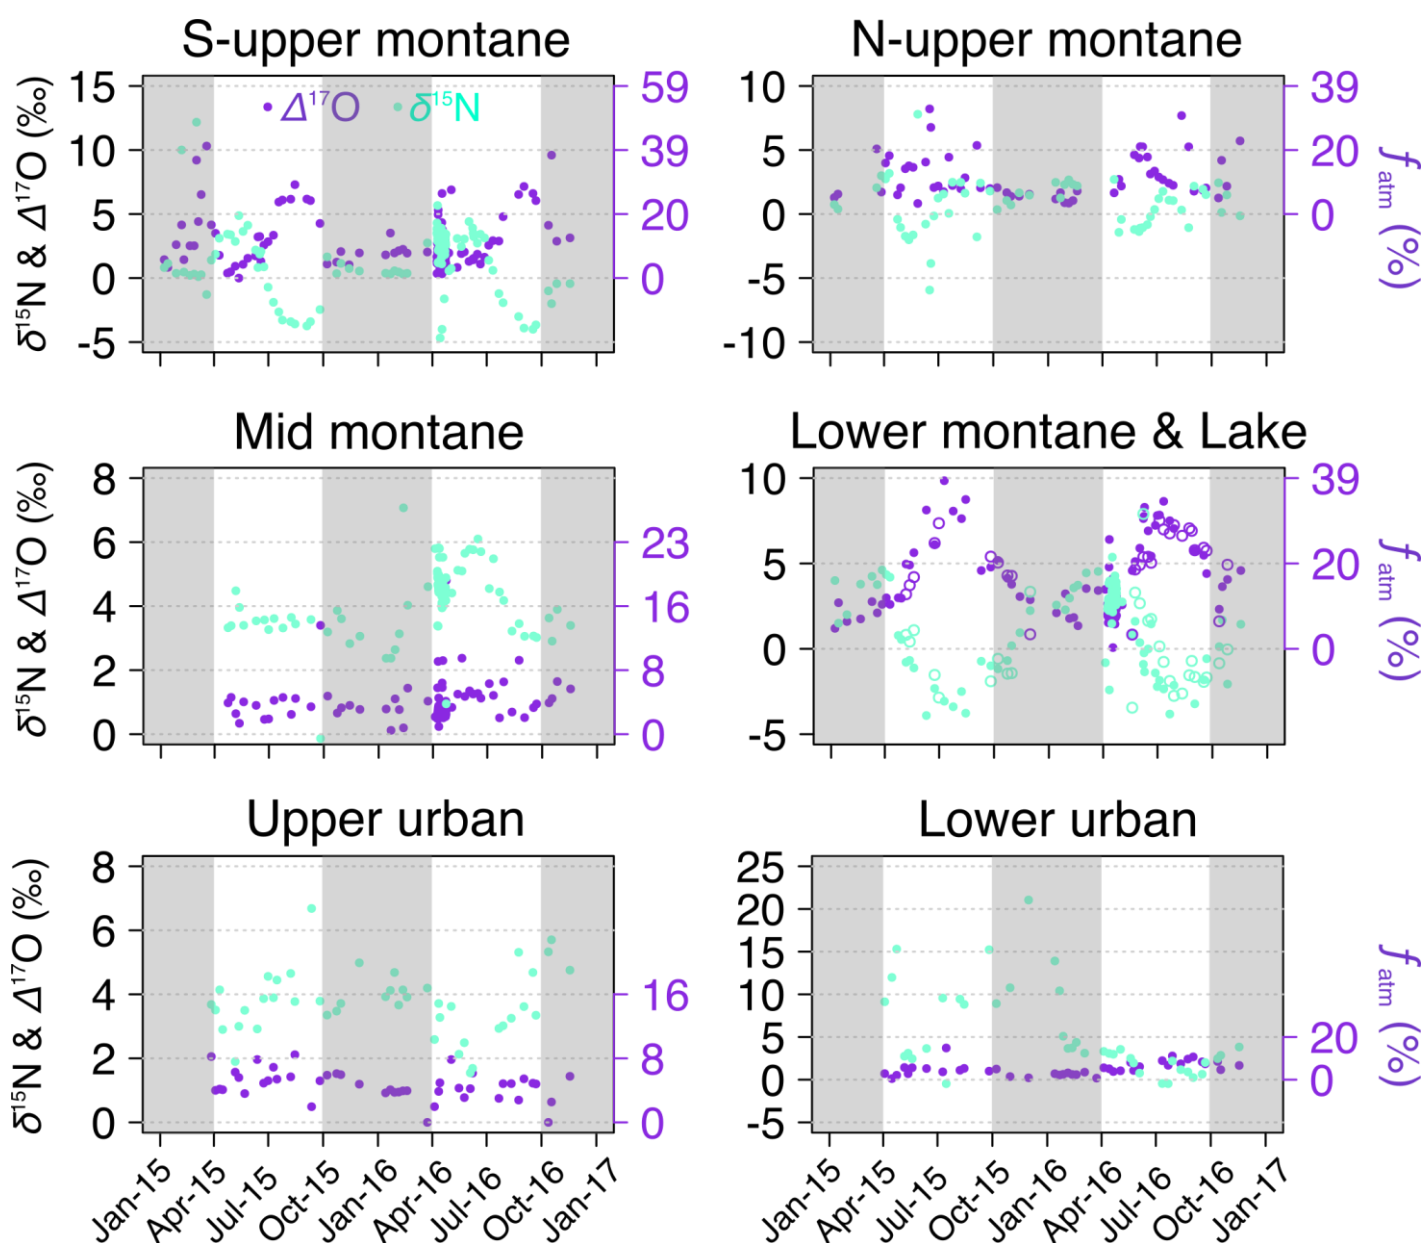 S-upper montane
N-upper montane
δ¹⁵N & Δ¹⁷O (‰)
15
10
5
0
-5
Δ¹⁷O
δ¹⁵N
59
39
20
0
10
5
0
-5
-10
39
20
0
f atm (%)
Mid montane
Lower montane & Lake
δ¹⁵N & Δ¹⁷O (‰)
8
6
4
2
0
23
16
8
0
10
5
0
-5
39
20
0
f atm (%)
Upper urban
Lower urban
δ¹⁵N & Δ¹⁷O (‰)
8
6
4
2
0
16
8
0
25
20
15
10
5
0
-5
20
0
f atm (%)
Jan-15
Apr-15
Jul-15
Oct-15
Jan-16
Apr-16
Jul-16
Oct-16
Jan-17
Jan-15
Apr-15
Jul-15
Oct-15
Jan-16
Apr-16
Jul-16
Oct-16
Jan-17